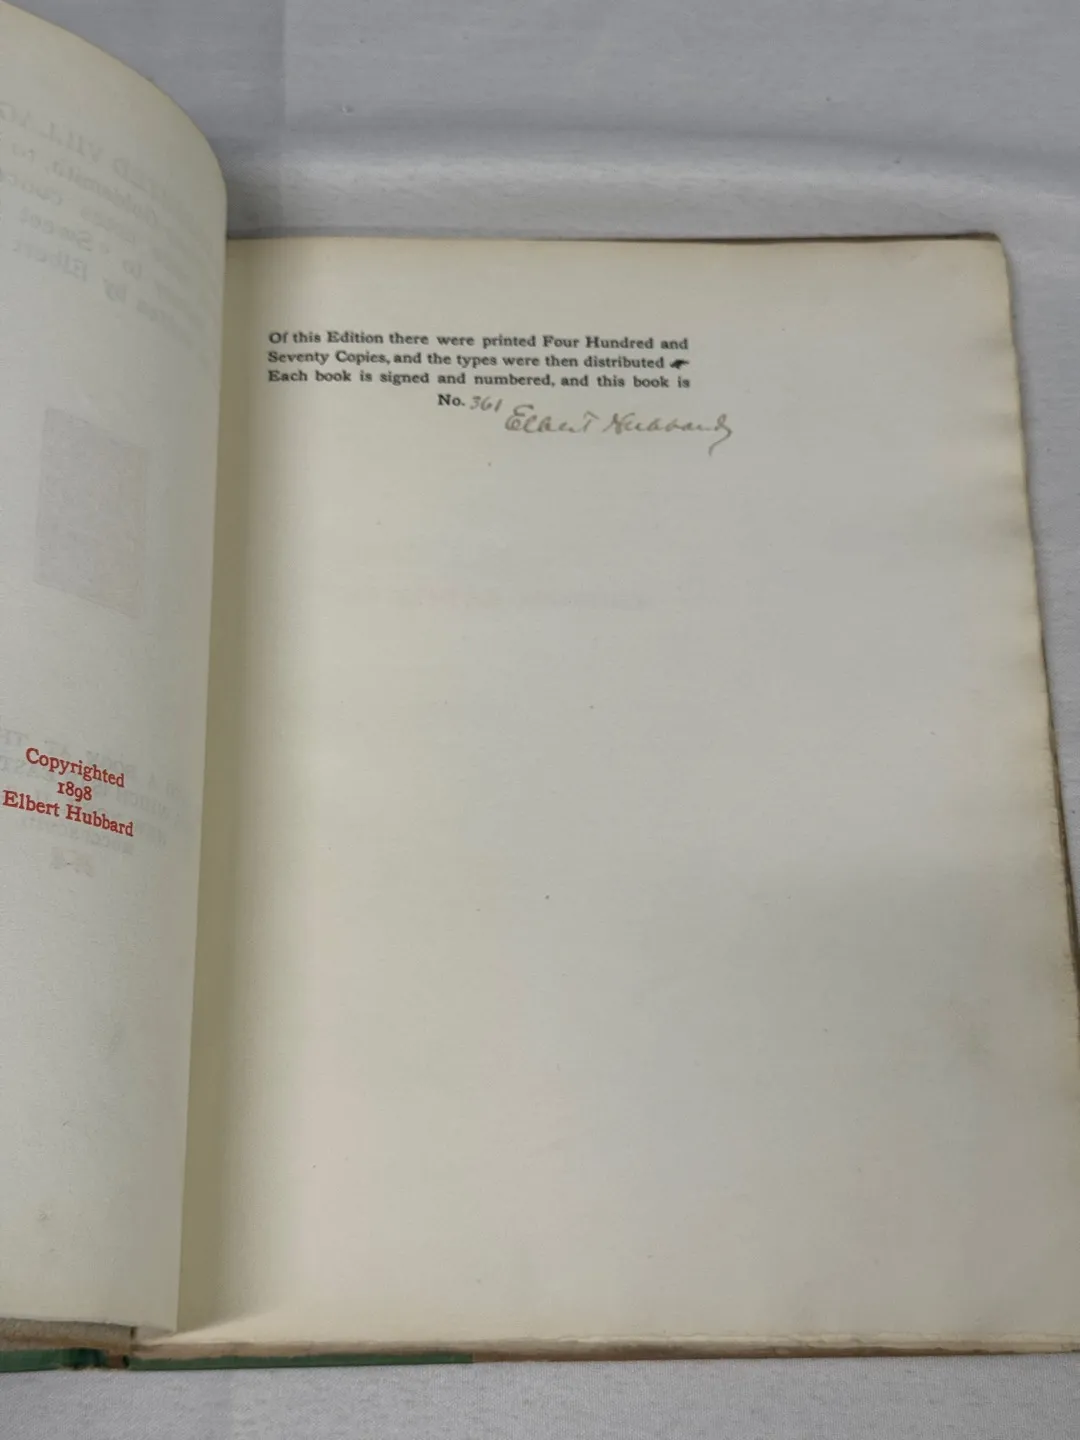 Of this Edition there were printed Four Hundred and
Seventy Copies, and the types were then distributed
Each book is signed and numbered, and this book is
No. 361
Elbert Hubbard
Copyrighted
1898
Elbert Hubbard